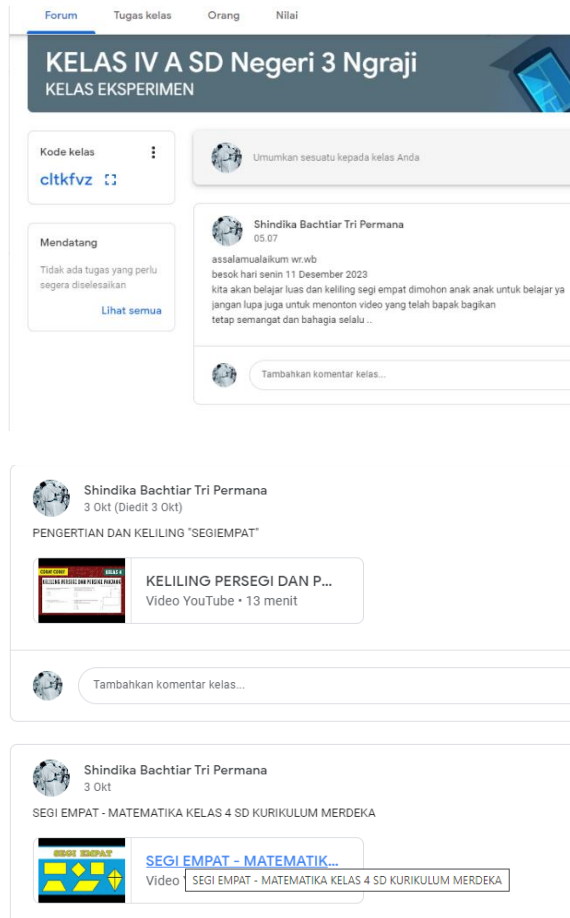 Forum Tugas kelas Orang Nilai
KELAS IV A SD Negeri 3 Ngraji
KELAS EKSPERIMEN
Kode kelas
cltkfvz
Mendatang
Tidak ada tugas yang perlu
segera diselesaikan
Lihat semua
Umumkan sesuatu kepada kelas Anda
Shindika Bachtiar Tri Permana
05.07
assalamualaikum wr.wb
besok hari senin 11 Desember 2023
kita akan belajar luas dan keliling segi empat dimohon anak anak untuk belajar ya
jangan lupa juga untuk menonton video yang telah bapak bagikan
tetap semangat dan bahagia selalu ..
Tambahkan komentar kelas...
Shindika Bachtiar Tri Permana
3 Okt (Diedit 3 Okt)
PENGERTIAN DAN KELILING "SEGIEMPAT"
KELILING PERSEGI DAN PERSEGI PANJANG
KELILING PERSEGI DAN P...
Video YouTube • 13 menit
Tambahkan komentar kelas...
Shindika Bachtiar Tri Permana
3 Okt
SEGI EMPAT - MATEMATIKA KELAS 4 SD KURIKULUM MERDEKA
SEGI EMPAT
SEGI EMPAT - MATEMATIK...
Video
SEGI EMPAT - MATEMATIKA KELAS 4 SD KURIKULUM MERDEKA